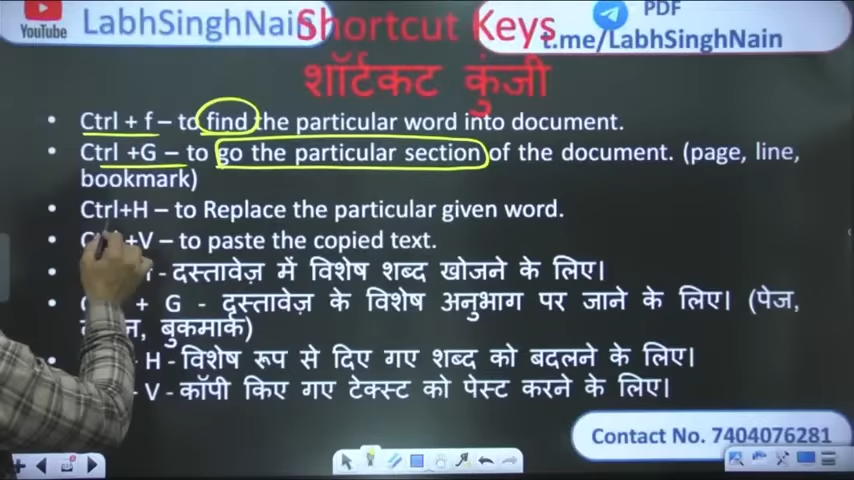 YouTube
LabhSinghNain
Shortcut Keys
PDF
t.me/LabhSinghNain
शॉर्टकट कुंजी
• Ctrl + f – to find the particular word into document.
• Ctrl +G – to go the particular section of the document. (page, line,
bookmark)
• Ctrl+H – to Replace the particular given word.
• +V – to paste the copied text.
• - दस्तावेज़ में विशेष शब्द खोजने के लिए।
• + G - दस्तावेज़ के विशेष अनुभाग पर जाने के लिए। (पेज,
बुकमार्क)
H - विशेष रूप से दिए गए शब्द को बदलने के लिए।
V - कॉपी किए गए टेक्स्ट को पेस्ट करने के लिए।
Contact No. 7404076281